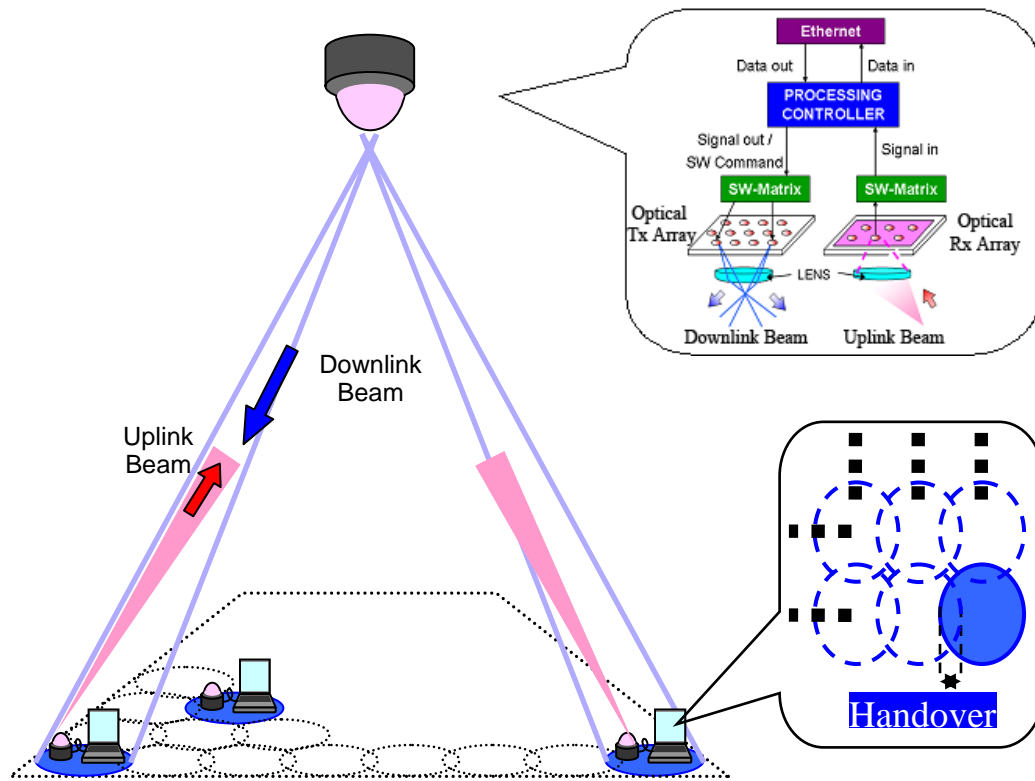 Ethernet
Data out
Data in
PROCESSING
CONTROLLER
Signal out /
SW Command
Signal in
SW-Matrix
SW-Matrix
Optical
Tx Array
Optical
Rx Array
LENS
Downlink Beam
Uplink Beam
Downlink
Beam
Uplink
Beam
Handover